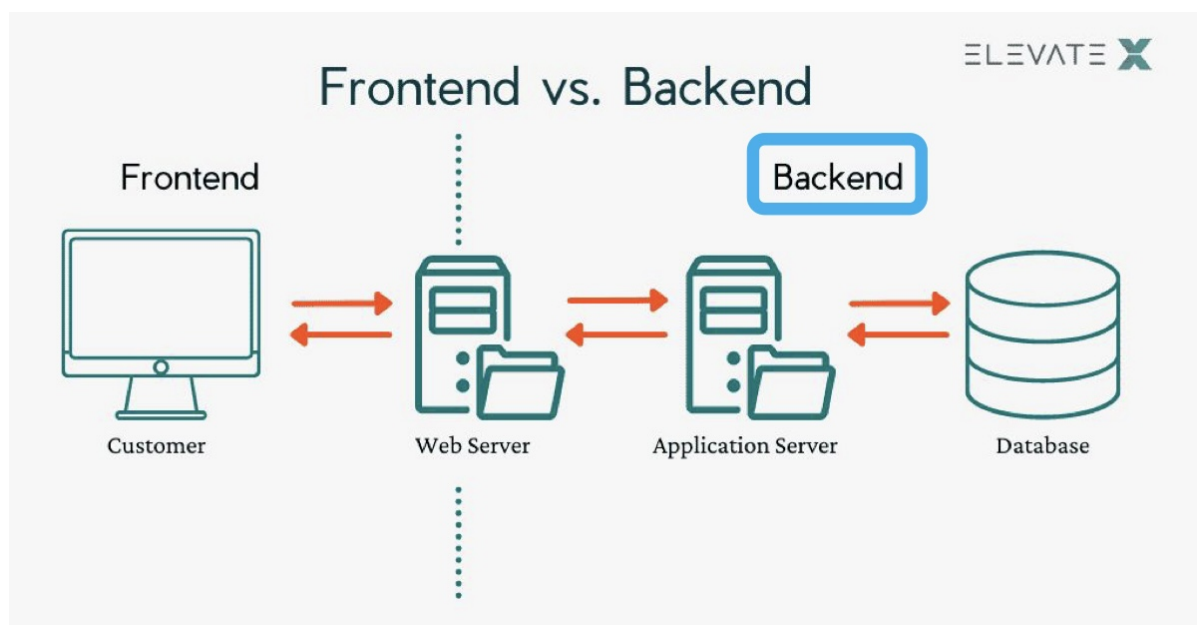 ELEVATE X
Frontend vs. Backend
Frontend
Backend
Customer
Web Server
Application Server
Database